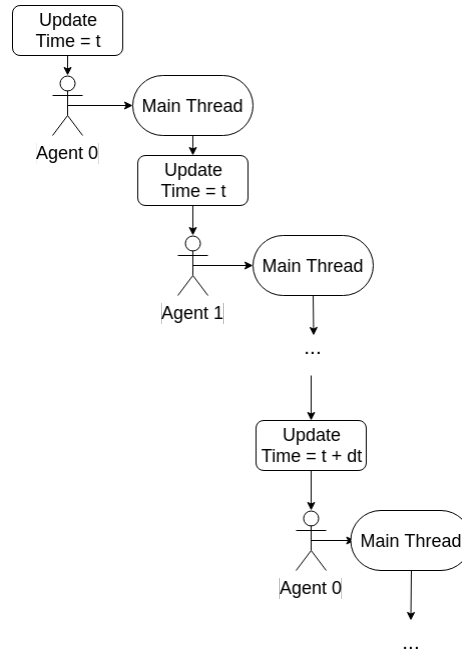 Update
Time = t
Main Thread
Agent 0
Update
Time = t
Main Thread
Agent 1
...
Update
Time = t + dt
Main Thread
Agent 0
...